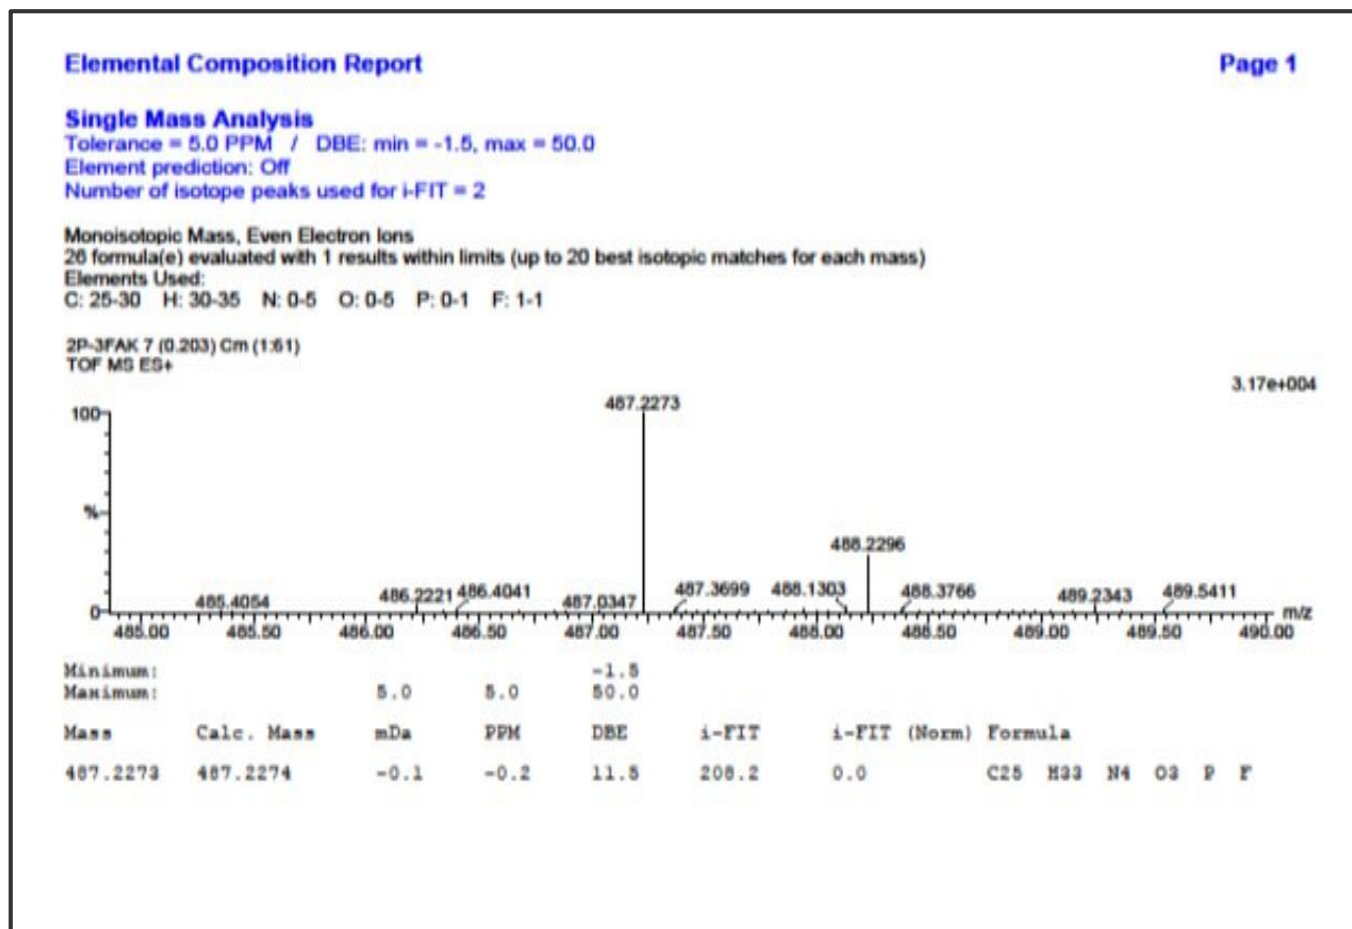 Elemental Composition Report Page 1
Single Mass Analysis
Tolerance = 5.0 PPM / DBE: min = -1.5, max = 50.0
Element prediction: Off
Number of isotope peaks used for i-FIT = 2
Monoisotopic Mass, Even Electron Ions
26 formula(e) evaluated with 1 results within limits (up to 20 best isotopic matches for each mass)
Elements Used:
C: 25-30 H: 30-35 N: 0-5 O: 0-5 P: 0-1 F: 1-1
2P-3FAK 7 (0.203) Cm (1:61)
TOF MS ES+
3.17e+004
487.2273
100
%
488.2296
485.4054 486.2221 486.4041 487.0347 487.3699 488.1303 488.3766 489.2343 489.5411
0
m/z
485.00 485.50 486.00 486.50 487.00 487.50 488.00 488.50 489.00 489.50 490.00
Minimum: -1.5
Maximum: 5.0 5.0 50.0
Mass Calc. Mass mDa PPM DBE i-FIT i-FIT (Norm) Formula
487.2273 487.2274 -0.1 -0.2 11.5 208.2 0.0 C25 H33 N4 O3 P F